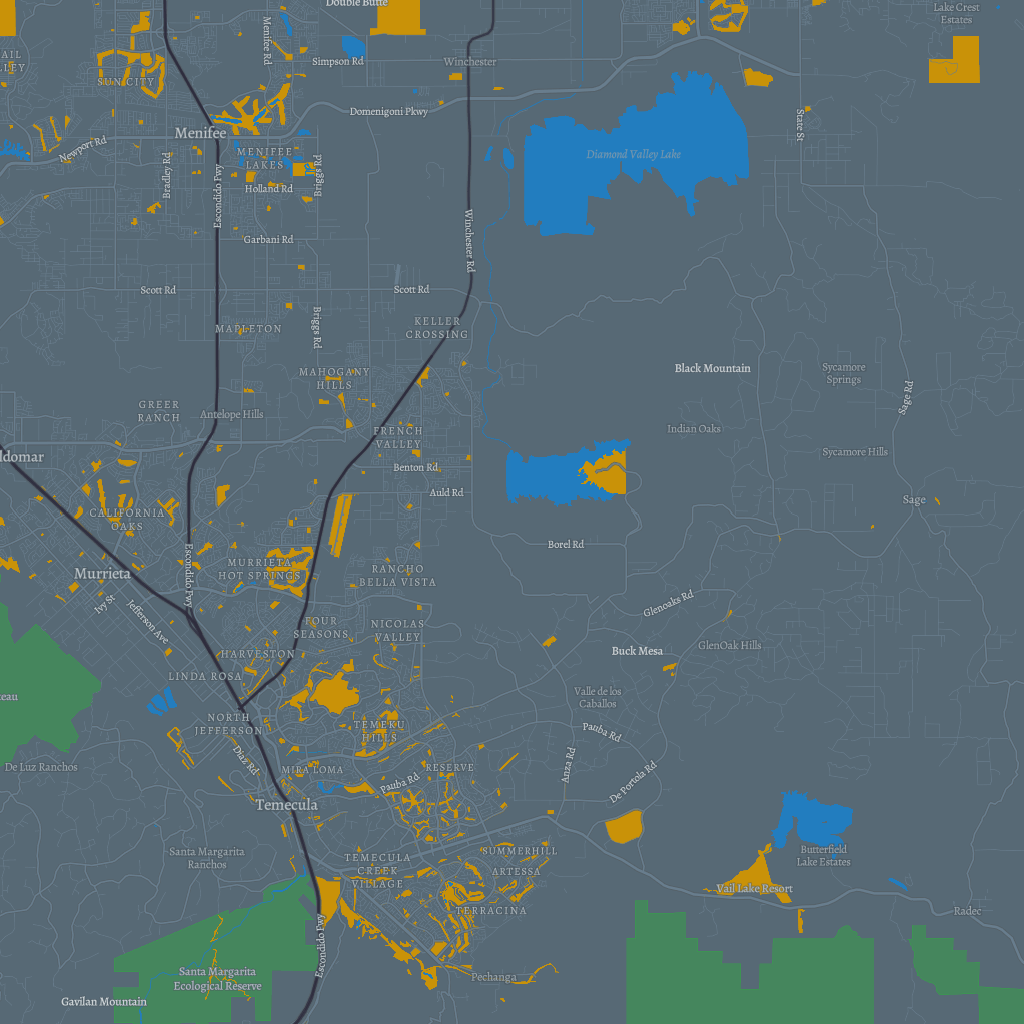 Double Butte
Lake Crest
Estates
Menifee Rd
Simpson Rd
Winchester
SUN CITY
Domenigoni Pkwy
State St
Menifee
Newport Rd
MENIFEE
LAKES
Diamond Valley Lake
Bradley Rd
Escondido Fwy
Holland Rd
Briggs Rd
Garbani Rd
Winchester Rd
Scott Rd
Scott Rd
MAPLETON
Briggs Rd
KELLER
CROSSING
MAHOGANY
HILLS
Black Mountain
Sycamore
Springs
Sage Rd
GREER
RANCH
Antelope Hills
FRENCH
VALLEY
Indian Oaks
ldomar
Benton Rd
Sycamore Hills
Auld Rd
Sage
CALIFORNIA
OAKS
Borel Rd
Murrieta
Escondido Fwy
MURRIETA
HOT SPRINGS
RANCHO
BELLA VISTA
Ivy St
Jefferson Ave
Glenoaks Rd
FOUR
SEASONS
NICOLAS
VALLEY
HARVESTON
Buck Mesa
GlenOak Hills
LINDA ROSA
teau
Valle de los
Caballos
NORTH
JEFFERSON
TEMEKU
HILLS
Pauba Rd
De Luz Ranchos
Diaz Rd
MIRA LOMA
RESERVE
Anza Rd
Pauba Rd
De Portola Rd
Temecula
Santa Margarita
Ranchos
TEMECULA
CREEK
VILLAGE
SUMMERHILL
ARTESSA
Butterfield
Lake Estates
Vail Lake Resort
TERRACINA
Radec
Escondido Fwy
Santa Margarita
Ecological Reserve
Pechanga
Gavilan Mountain